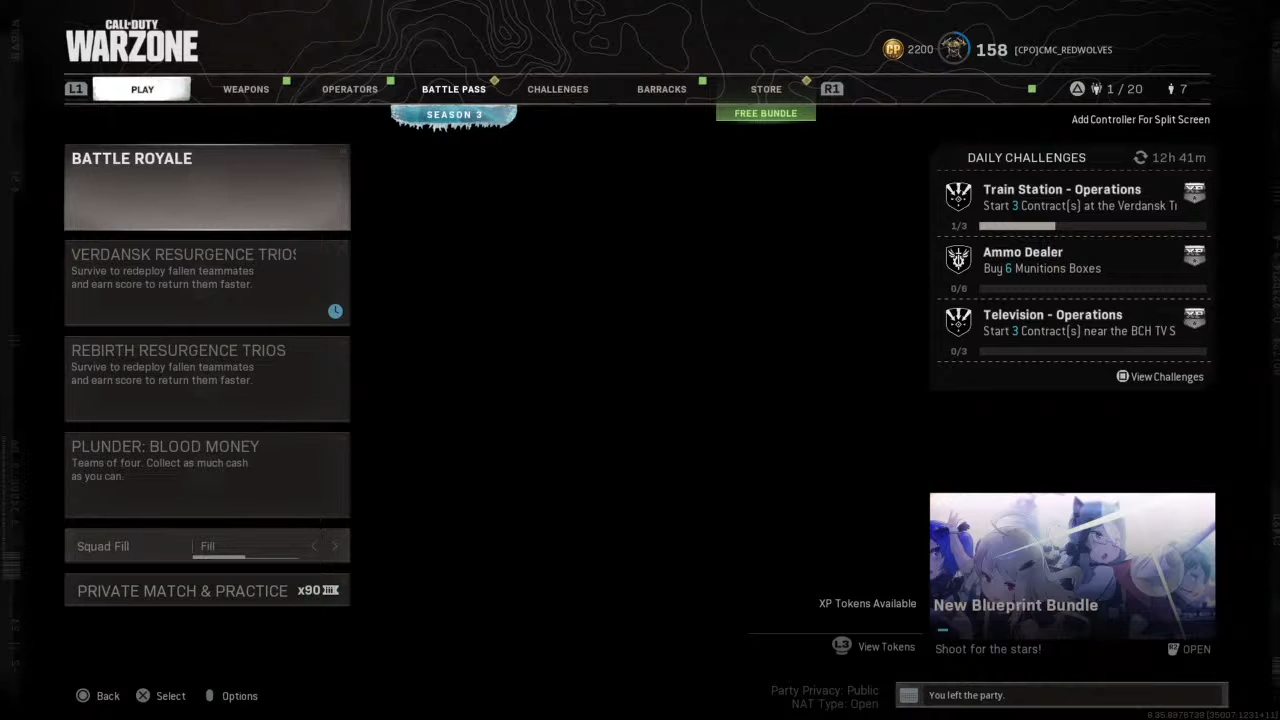 CALL OF DUTY
WARZONE
CP 2200 158 [CPO]CMC_REDWOLVES
L1 PLAY WEAPONS OPERATORS BATTLE PASS CHALLENGES BARRACKS STORE R1 1 / 20 7
SEASON 3 FREE BUNDLE
Add Controller For Split Screen
BATTLE ROYALE
VERDANSK RESURGENCE TRIOS
Survive to redeploy fallen teammates
and earn score to return them faster.
REBIRTH RESURGENCE TRIOS
Survive to redeploy fallen teammates
and earn score to return them faster.
PLUNDER: BLOOD MONEY
Teams of four. Collect as much cash
as you can.
Squad Fill Fill
PRIVATE MATCH & PRACTICE x90
DAILY CHALLENGES 12h 41m
Train Station - Operations XP
Start 3 Contract(s) at the Verdansk Tr
1/3
Ammo Dealer XP
Buy 6 Munitions Boxes
0/6
Television - Operations XP
Start 3 Contract(s) near the BCH TV S
0/3
View Challenges
New Blueprint Bundle
Shoot for the stars! OPEN
XP Tokens Available
L3 View Tokens
Back Select Options
Party Privacy: Public
NAT Type: Open
You left the party.